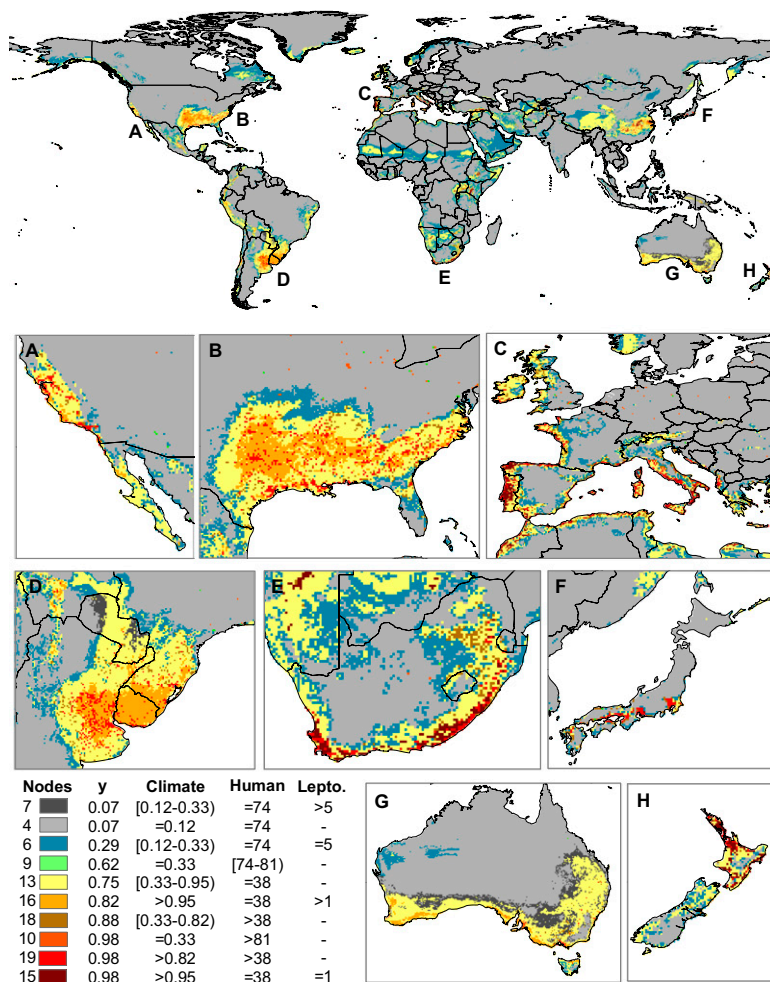 C
A
B
F
D
E
G
H
A
B
C
D
E
F
Nodes y Climate Human Lepto.
7 0.07 [0.12-0.33) =74 >5
4 0.07 =0.12 =74 -
6 0.29 [0.12-0.33) =74 =5
9 0.62 =0.33 [74-81) -
13 0.75 [0.33-0.95) =38 -
16 0.82 >0.95 =38 >1
18 0.88 [0.33-0.82) >38 -
10 0.98 =0.33 >81 -
19 0.98 >0.82 >38 -
15 0.98 >0.95 =38 =1
G
H